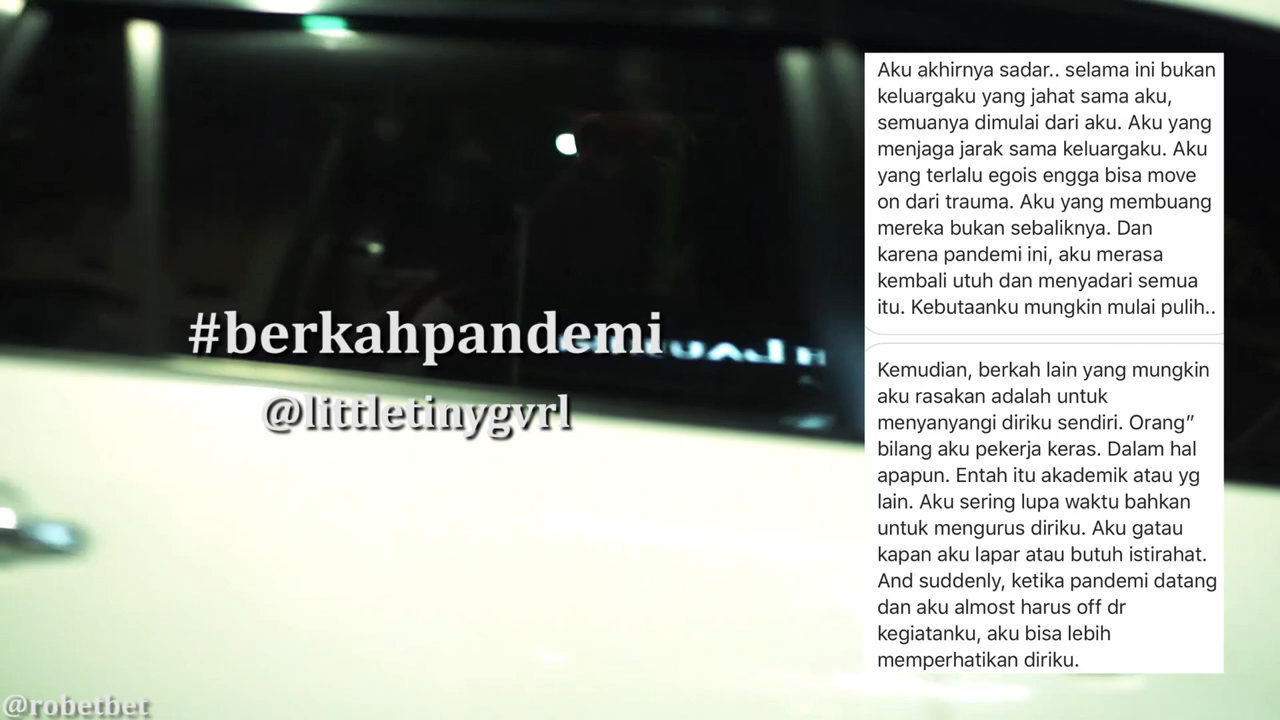 #berkahpandemi
@littletinygvrl
Aku akhirnya sadar.. selama ini bukan
keluargaku yang jahat sama aku,
semuanya dimulai dari aku. Aku yang
menjaga jarak sama keluargaku. Aku
yang terlalu egois engga bisa move
on dari trauma. Aku yang membuang
mereka bukan sebaliknya. Dan
karena pandemi ini, aku merasa
kembali utuh dan menyadari semua
itu. Kebutaanku mungkin mulai pulih..
Kemudian, berkah lain yang mungkin
aku rasakan adalah untuk
menyanyangi diriku sendiri. Orang”
bilang aku pekerja keras. Dalam hal
apapun. Entah itu akademik atau yg
lain. Aku sering lupa waktu bahkan
untuk mengurus diriku. Aku gatau
kapan aku lapar atau butuh istirahat.
And suddenly, ketika pandemi datang
dan aku almost harus off dr
kegiatanku, aku bisa lebih
memperhatikan diriku.
@robetbet